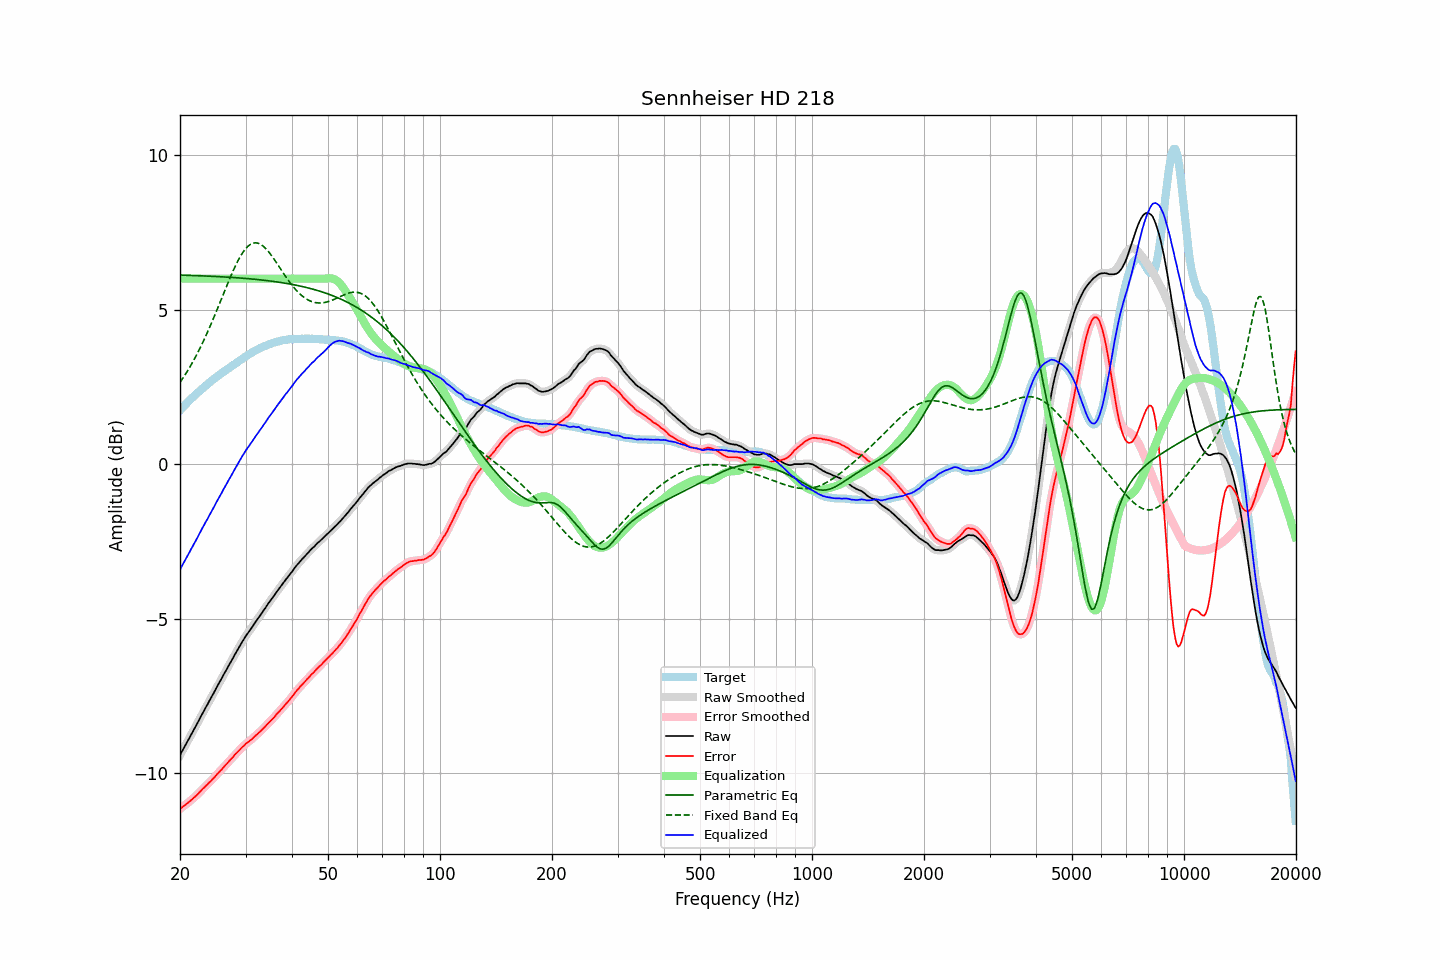 Sennheiser HD 218
Amplitude (dBr)
10
5
0
−5
−10
20
50
100
200
500
1000
2000
5000
10000
20000
Frequency (Hz)
Target
Raw Smoothed
Error Smoothed
Raw
Error
Equalization
Parametric Eq
Fixed Band Eq
Equalized